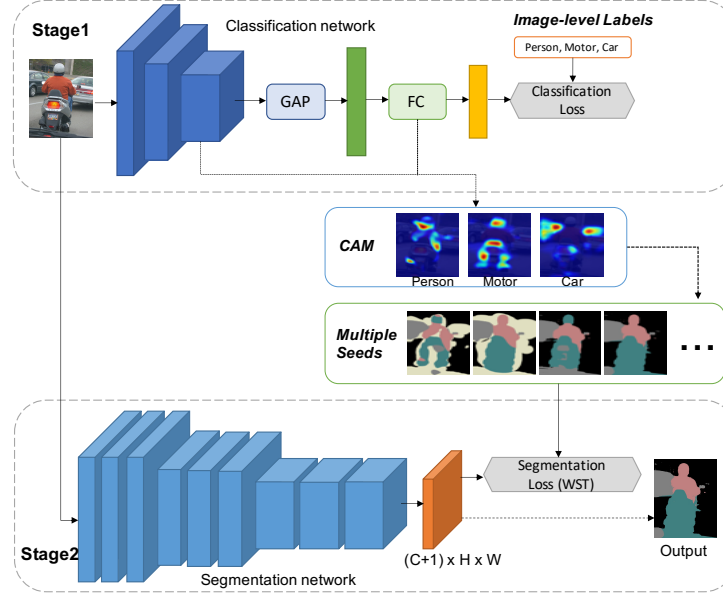 Stage1
Classification network
Image-level Labels
Person, Motor, Car
GAP
FC
Classification
Loss
CAM
Person
Motor
Car
Multiple
Seeds
...
Segmentation
Loss (WST)
Stage2
(C+1) x H x W
Output
Segmentation network